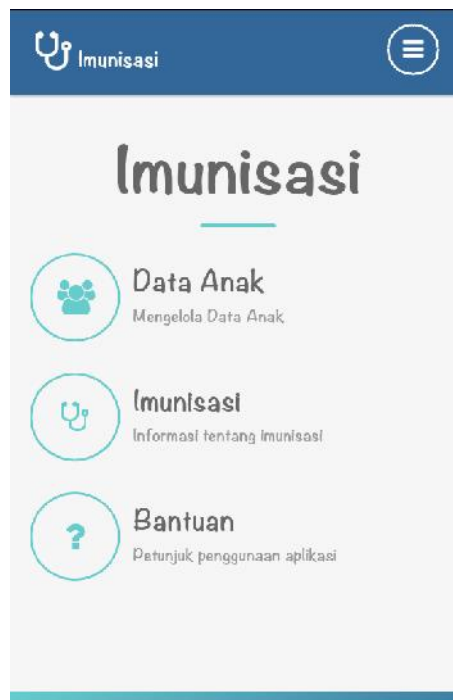 Imunisasi
Imunisasi
Data Anak
Mengelola Data Anak
Imunisasi
Informasi tentang imunisasi
Bantuan
Petunjuk penggunaan aplikasi